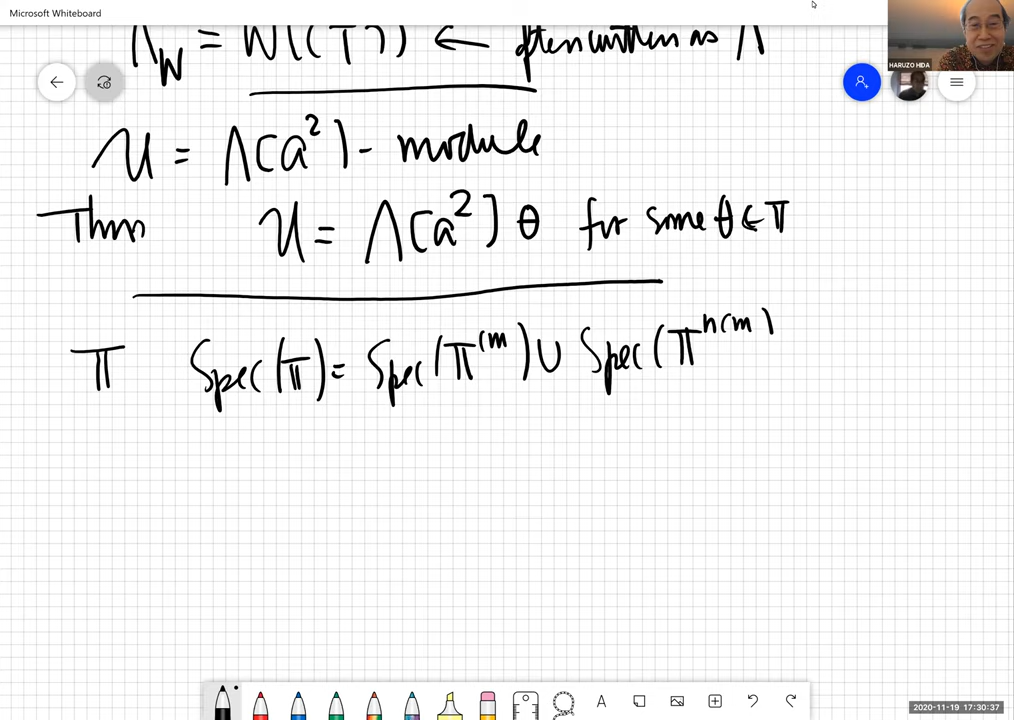 Microsoft Whiteboard
Λ_W = W[[T]] ← often written as Λ
HARUZO HIDA
𝒰 = Λ[a²] - module
Thm 𝒰 = Λ[a²] θ for some θ ∈ 𝕋
𝕋 Spec(𝕋) = Spec(𝕋^{cm}) ∪ Spec(𝕋^{ncm})
A
2020-11-19 17:30:37